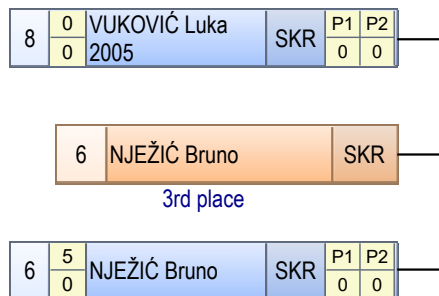 8 0 VUKOVIĆ Luka SKR P1 P2
0 2005 0 0
6 NJEŽIĆ Bruno SKR
3rd place
6 5 NJEŽIĆ Bruno SKR P1 P2
0 0 0